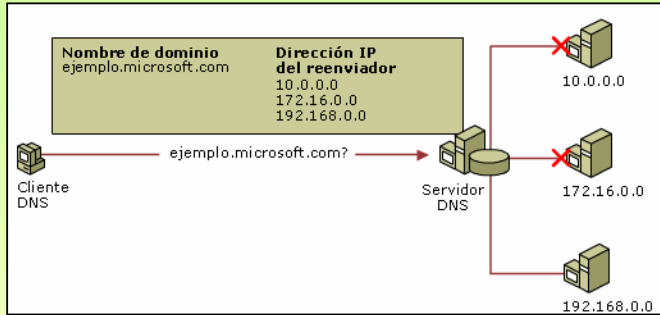 Nombre de dominio
ejemplo.microsoft.com
Dirección IP
del reenviador
10.0.0.0
172.16.0.0
192.168.0.0
ejemplo.microsoft.com?
Cliente
DNS
Servidor
DNS
10.0.0.0
172.16.0.0
192.168.0.0